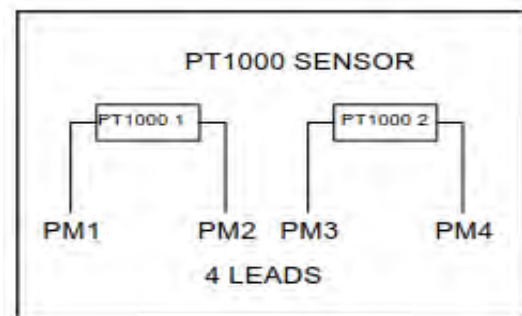 PT1000 SENSOR
PT1000 1 PT1000 2
PM1 PM2 PM3 PM4
4 LEADS